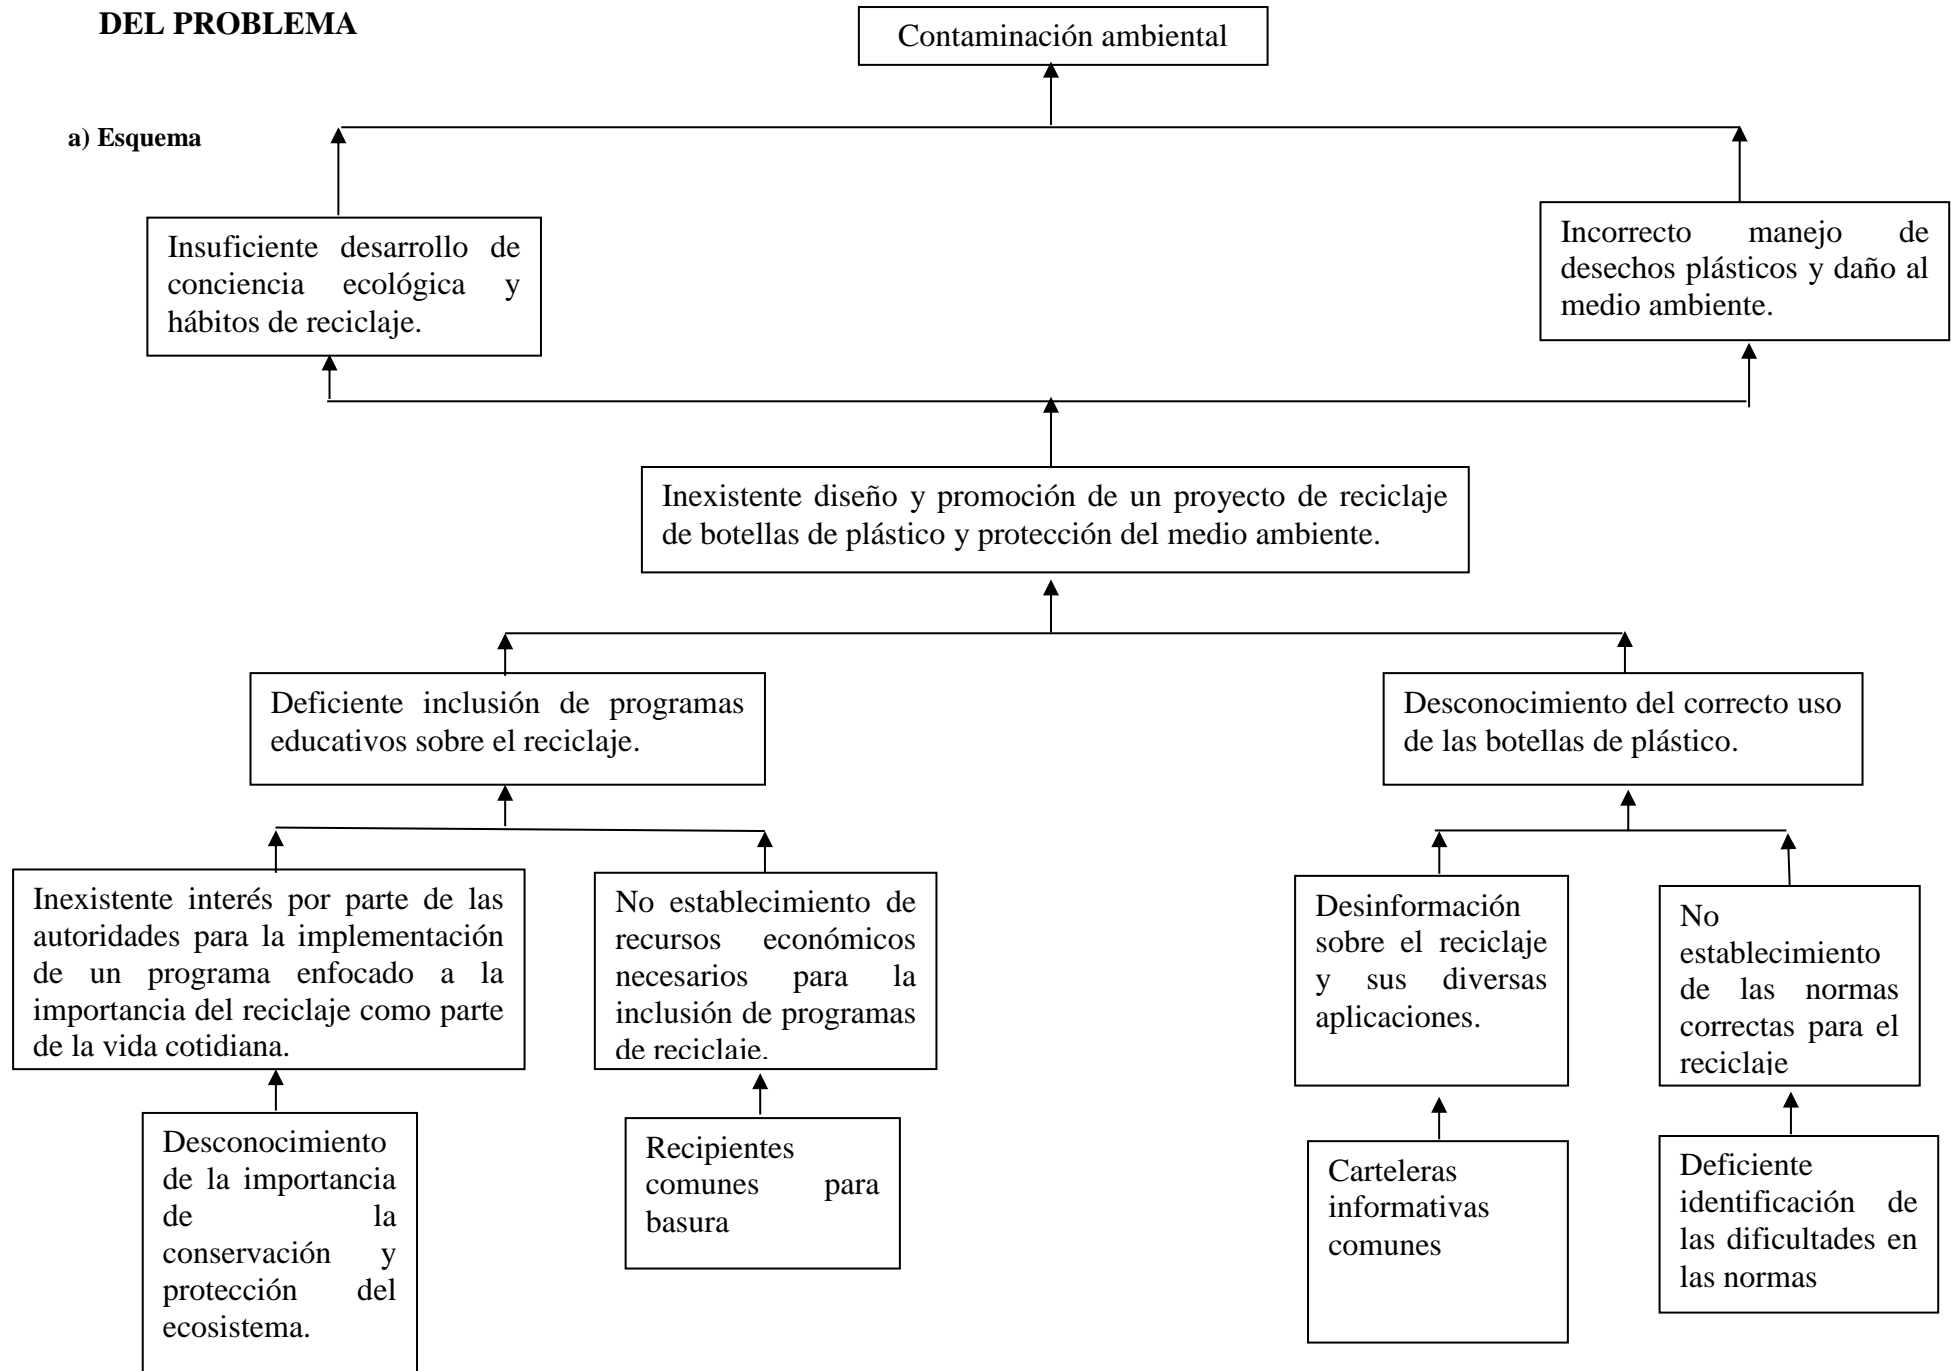 DEL PROBLEMA
Contaminación ambiental
a) Esquema
Insuficiente desarrollo de
conciencia ecológica y
hábitos de reciclaje.
Incorrecto manejo de
desechos plásticos y daño al
medio ambiente.
Inexistente diseño y promoción de un proyecto de reciclaje
de botellas de plástico y protección del medio ambiente.
Deficiente inclusión de programas
educativos sobre el reciclaje.
Desconocimiento del correcto uso
de las botellas de plástico.
Inexistente interés por parte de las
autoridades para la implementación
de un programa enfocado a la
importancia del reciclaje como parte
de la vida cotidiana.
No establecimiento de
recursos económicos
necesarios para la
inclusión de programas
de reciclaje.
Desinformación
sobre el reciclaje
y sus diversas
aplicaciones.
No
establecimiento
de las normas
correctas para el
reciclaje
Desconocimiento
de la importancia
de la
conservación y
protección del
ecosistema.
Recipientes
comunes para
basura
Carteleras
informativas
comunes
Deficiente
identificación de
las dificultades en
las normas